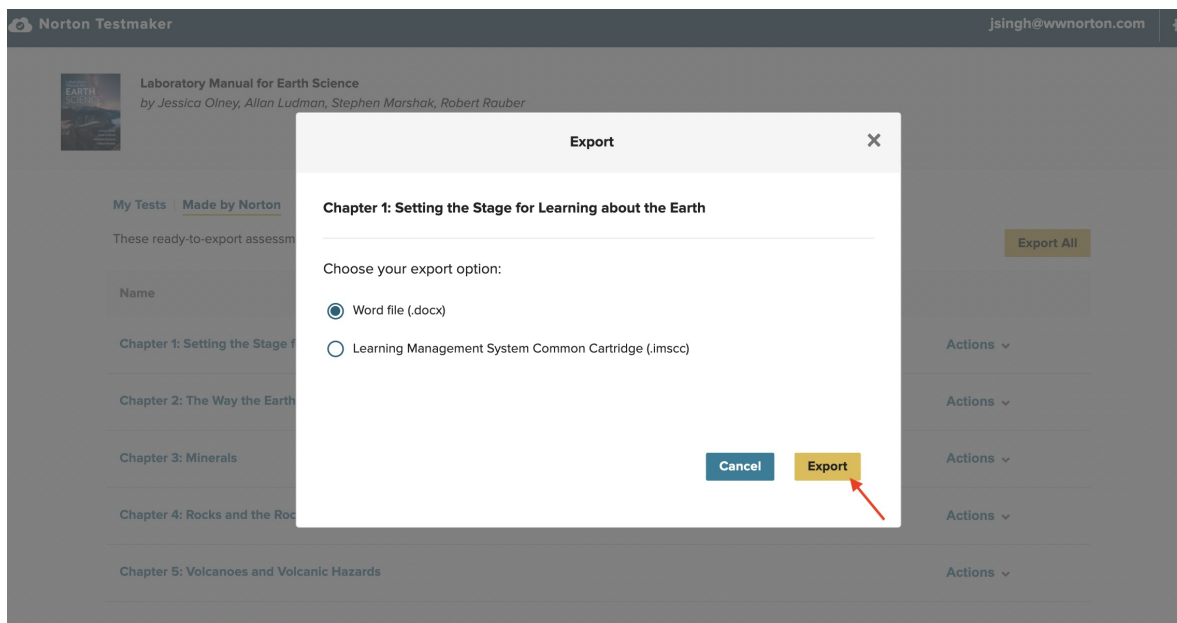 Norton Testmaker
jsingh@wwnorton.com
EARTH
SCIENCE
Laboratory Manual for Earth Science
by Jessica Olney, Allan Ludman, Stephen Marshak, Robert Rauber
Export
My Tests | Made by Norton
Chapter 1: Setting the Stage for Learning about the Earth
These ready-to-export assessm
Export All
Choose your export option:
Name
Word file (.docx)
Chapter 1: Setting the Stage f
Learning Management System Common Cartridge (.imscc)
Actions
Chapter 2: The Way the Earth
Actions
Chapter 3: Minerals
Cancel
Export
Actions
Chapter 4: Rocks and the Roc
Actions
Chapter 5: Volcanoes and Volcanic Hazards
Actions